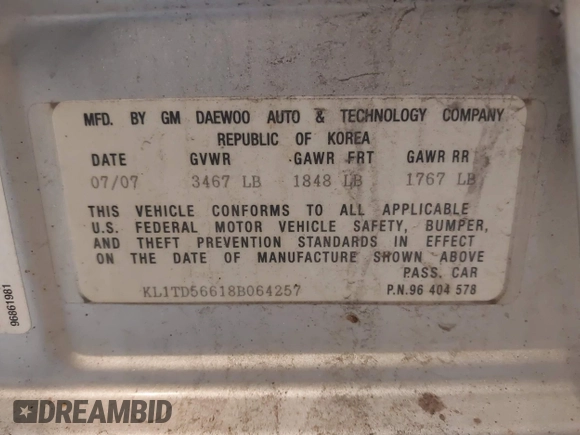 MFD. BY GM DAEWOO AUTO & TECHNOLOGY COMPANY
REPUBLIC OF KOREA
DATE GVWR GAWR FRT GAWR RR
07/07 3467 LB 1848 LB 1767 LB
THIS VEHICLE CONFORMS TO ALL APPLICABLE
U.S. FEDERAL MOTOR VEHICLE SAFETY, BUMPER,
AND THEFT PREVENTION STANDARDS IN EFFECT
ON THE DATE OF MANUFACTURE SHOWN ABOVE
PASS. CAR
KL1TD56618B064257 P.N.96 404 578
96861981
DREAMBID